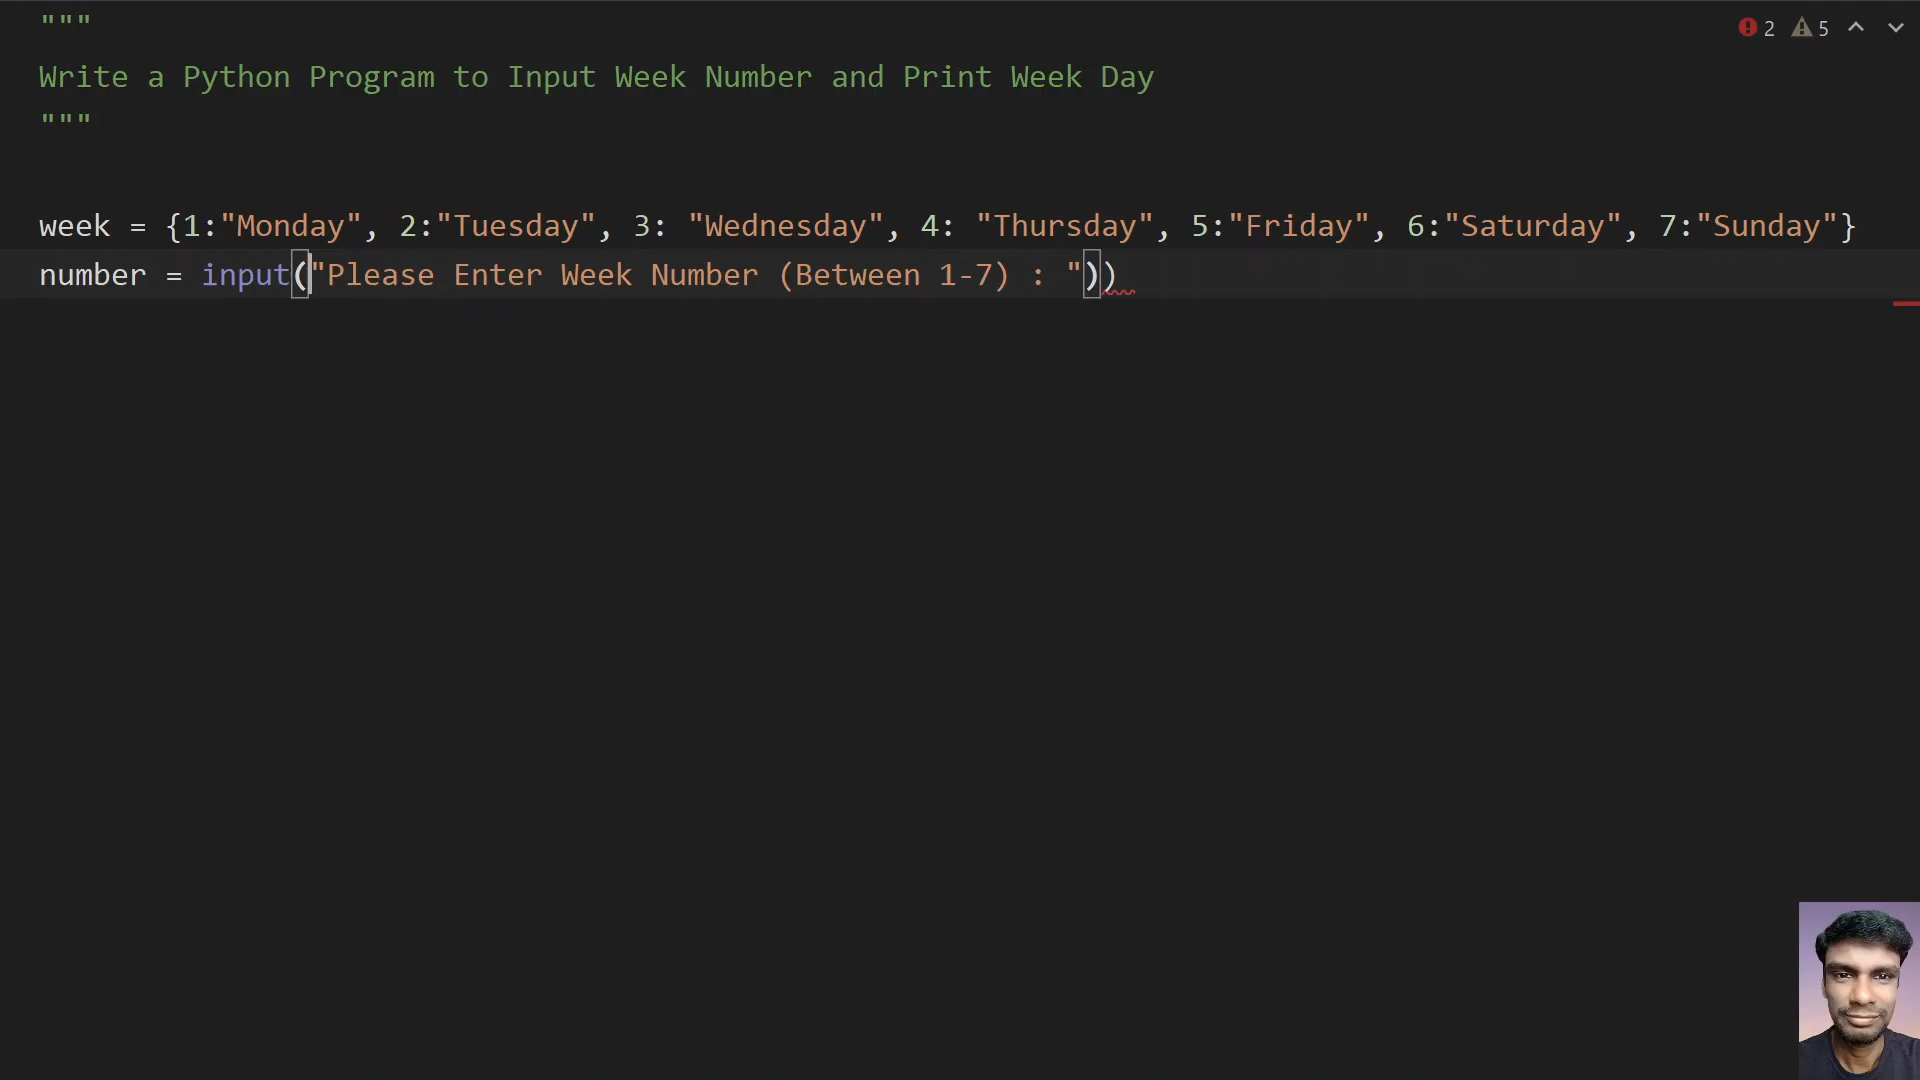 """
2 5
Write a Python Program to Input Week Number and Print Week Day
"""
week = {1:"Monday", 2:"Tuesday", 3: "Wednesday", 4: "Thursday", 5:"Friday", 6:"Saturday", 7:"Sunday"}
number = input("Please Enter Week Number (Between 1-7) : "))